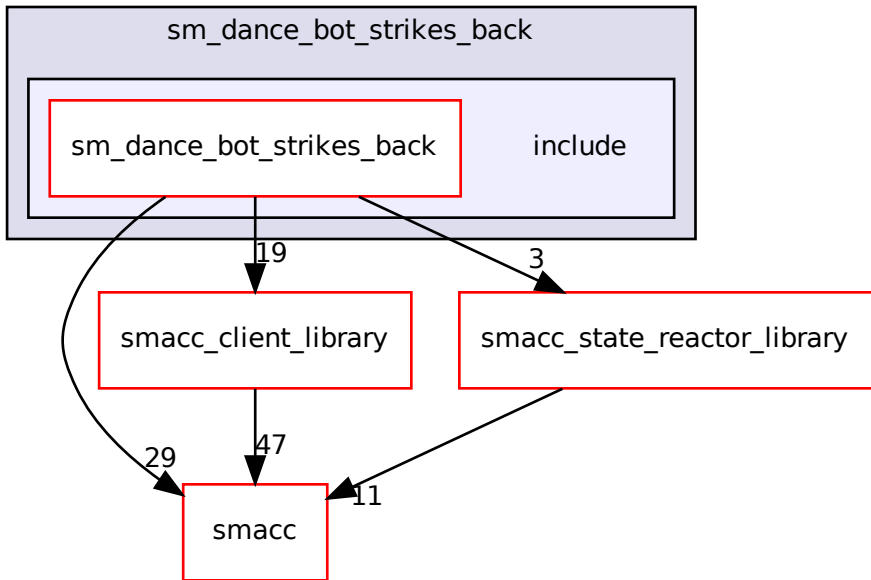 sm_dance_bot_strikes_back
sm_dance_bot_strikes_back
include
19
3
smacc_client_library
smacc_state_reactor_library
29
47
11
smacc